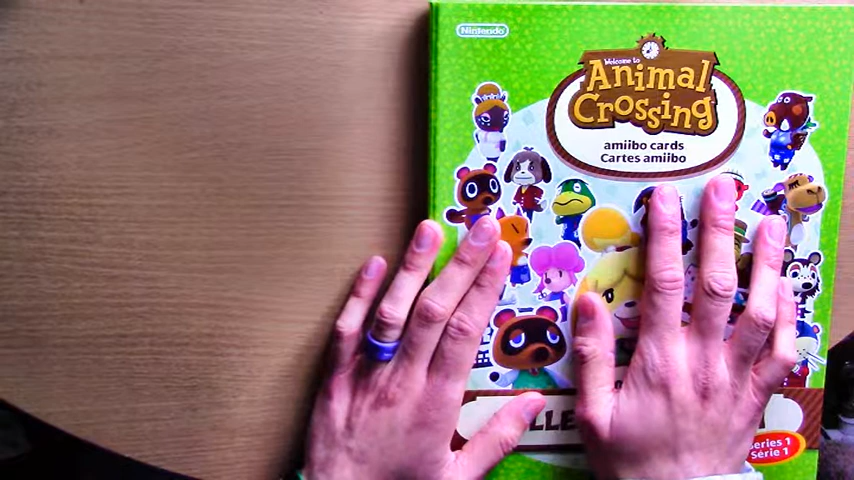 Nintendo
Welcome to
Animal
Crossing
amiibo cards
Cartes amiibo
Series 1
Série 1